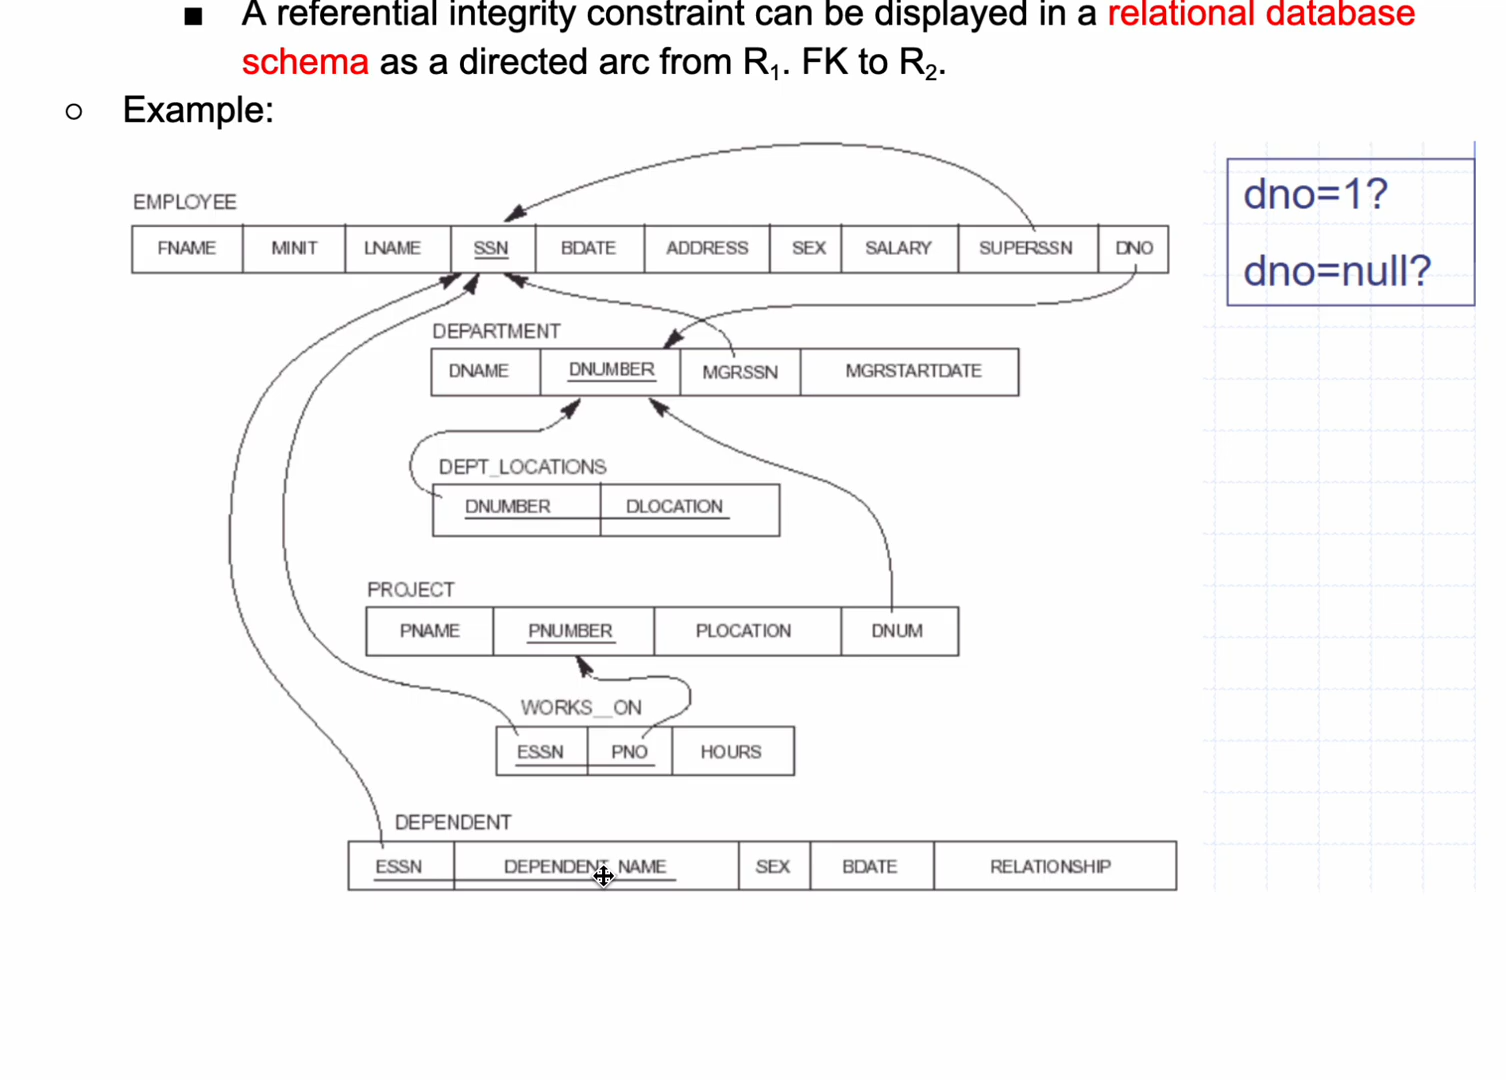 ■ A referential integrity constraint can be displayed in a relational database
schema as a directed arc from R₁. FK to R₂.
○ Example:
dno=1?
dno=null?
EMPLOYEE
FNAME MINIT LNAME SSN BDATE ADDRESS SEX SALARY SUPERSSN DNO
DEPARTMENT
DNAME DNUMBER MGRSSN MGRSTARTDATE
DEPT_LOCATIONS
DNUMBER DLOCATION
PROJECT
PNAME PNUMBER PLOCATION DNUM
WORKS_ON
ESSN PNO HOURS
DEPENDENT
ESSN DEPENDENT_NAME SEX BDATE RELATIONSHIP